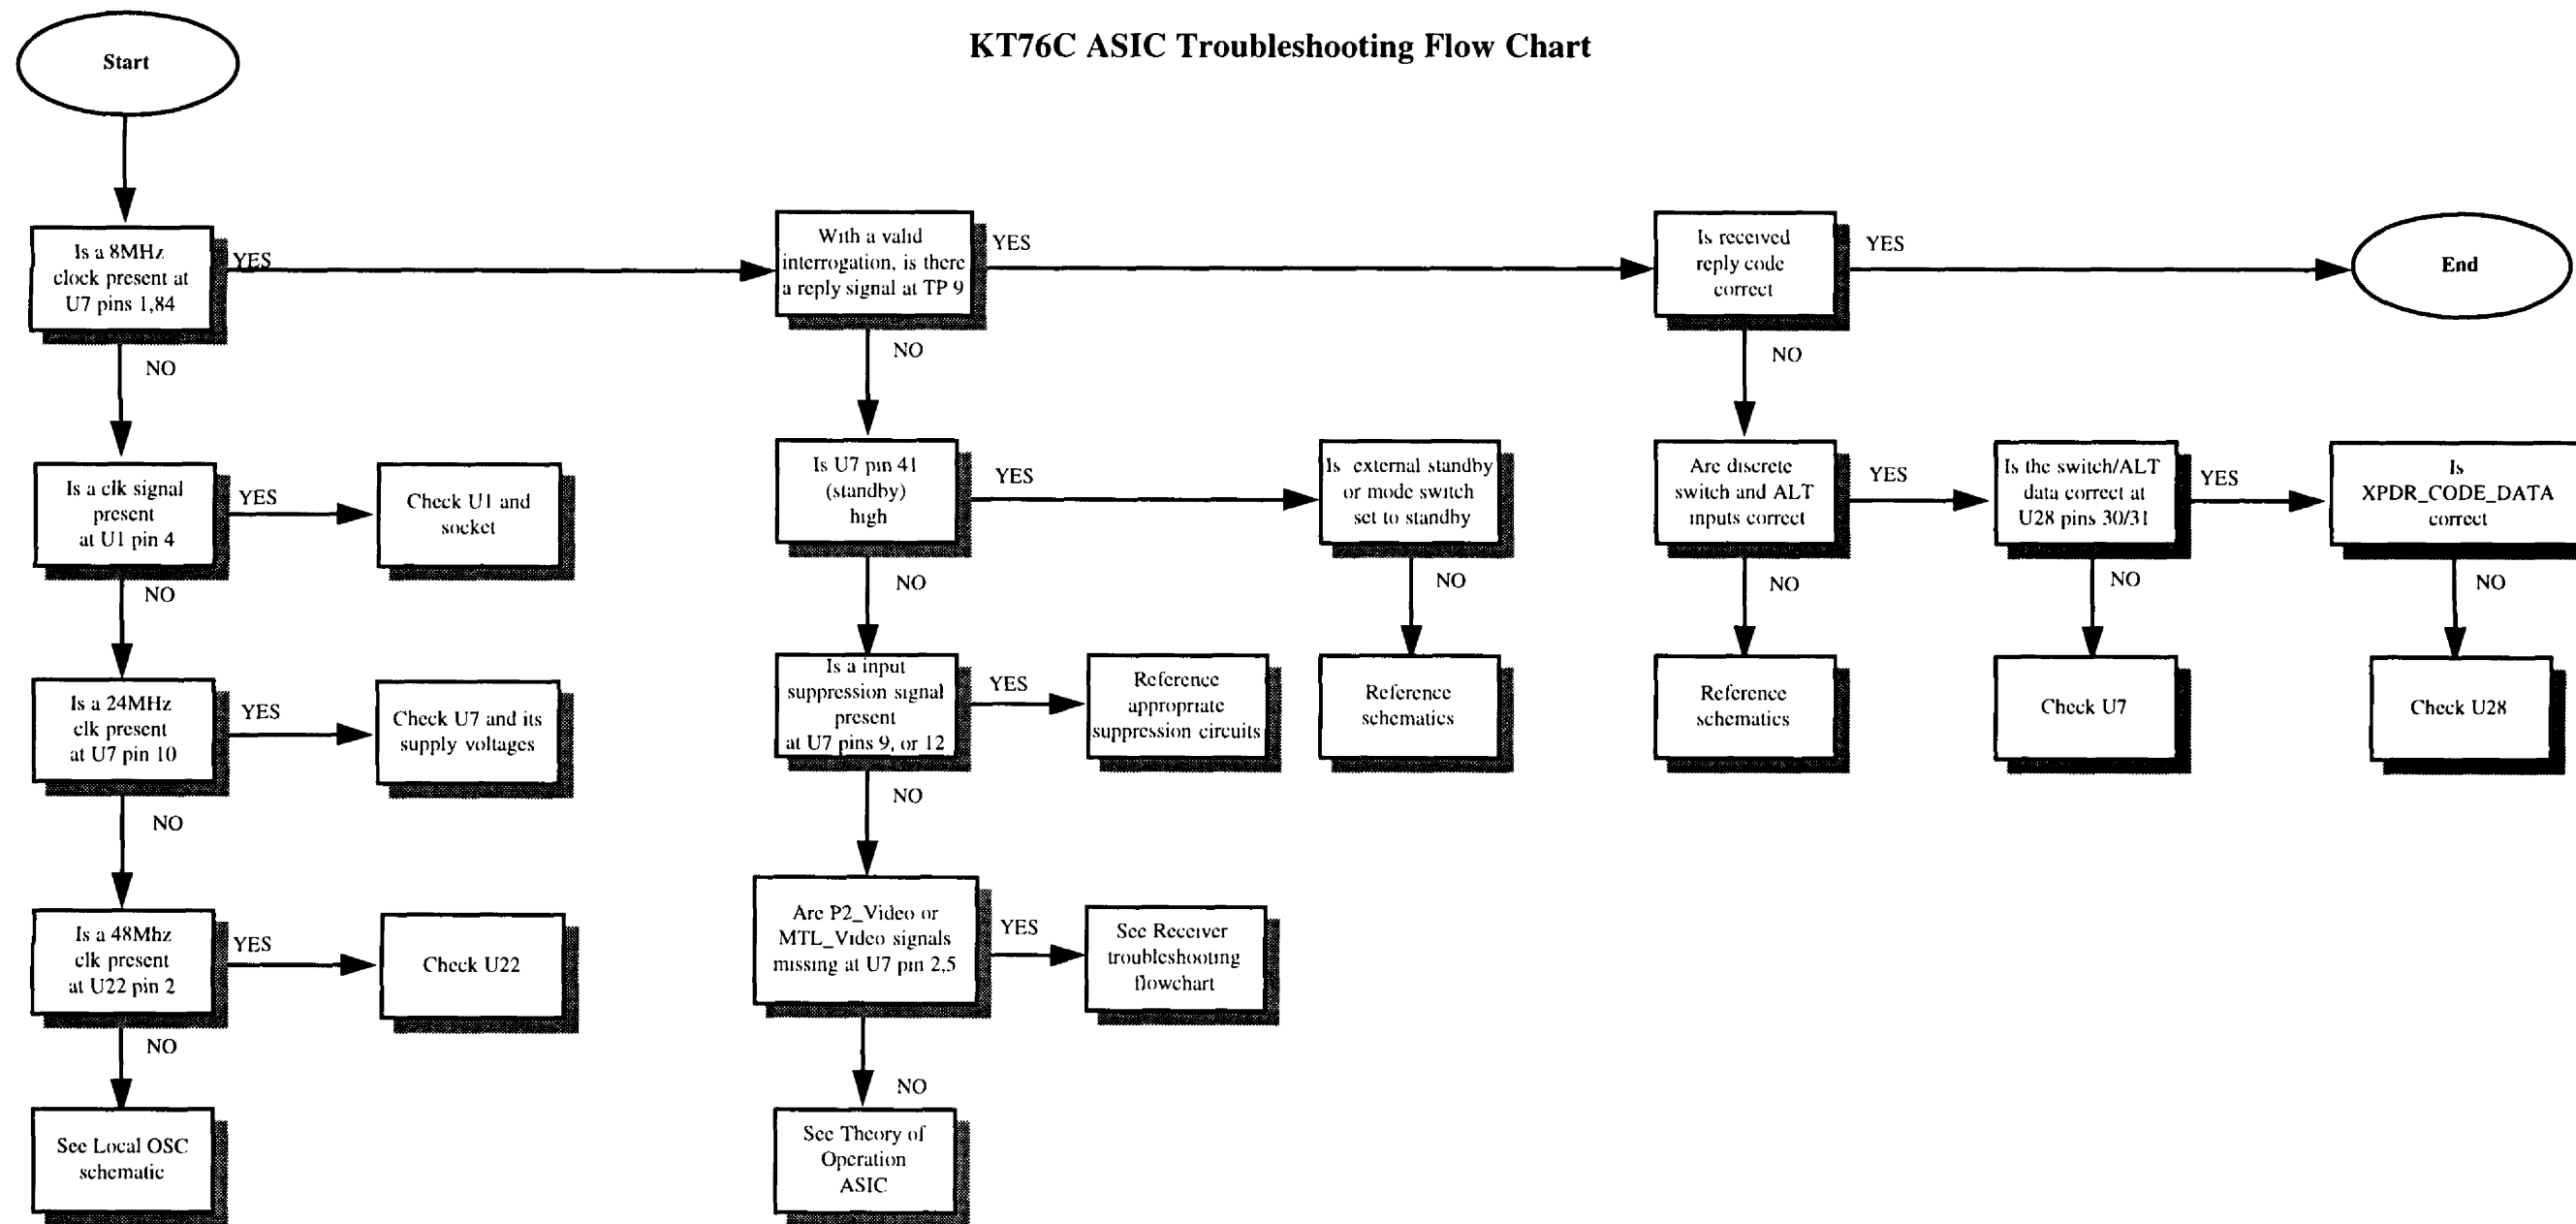 KT76C ASIC Troubleshooting Flow Chart
Start
Is a 8MHz
clock present at
U7 pins 1,84
YES
With a valid
interrogation, is there
a reply signal at TP 9
YES
Is received
reply code
correct
YES
End
NO
NO
NO
Is a clk signal
present
at U1 pin 4
YES
Check U1 and
socket
Is U7 pin 41
(standby)
high
YES
Is external standby
or mode switch
set to standby
Are discrete
switch and ALT
inputs correct
YES
Is the switch/ALT
data correct at
U28 pins 30/31
YES
Is
XPDR_CODE_DATA
correct
NO
NO
NO
NO
NO
NO
Is a 24MHz
clk present
at U7 pin 10
YES
Check U7 and its
supply voltages
Is a input
suppression signal
present
at U7 pins 9, or 12
YES
Reference
appropriate
suppression circuits
Reference
schematics
Reference
schematics
Check U7
Check U28
NO
NO
Is a 48Mhz
clk present
at U22 pin 2
YES
Check U22
Are P2_Video or
MTL_Video signals
missing at U7 pin 2,5
YES
See Receiver
troubleshooting
flowchart
NO
NO
See Local OSC
schematic
See Theory of
Operation
ASIC